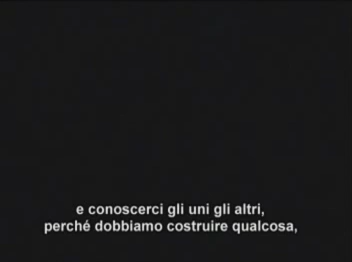 e conoscerci gli uni gli altri,
perché dobbiamo costruire qualcosa,